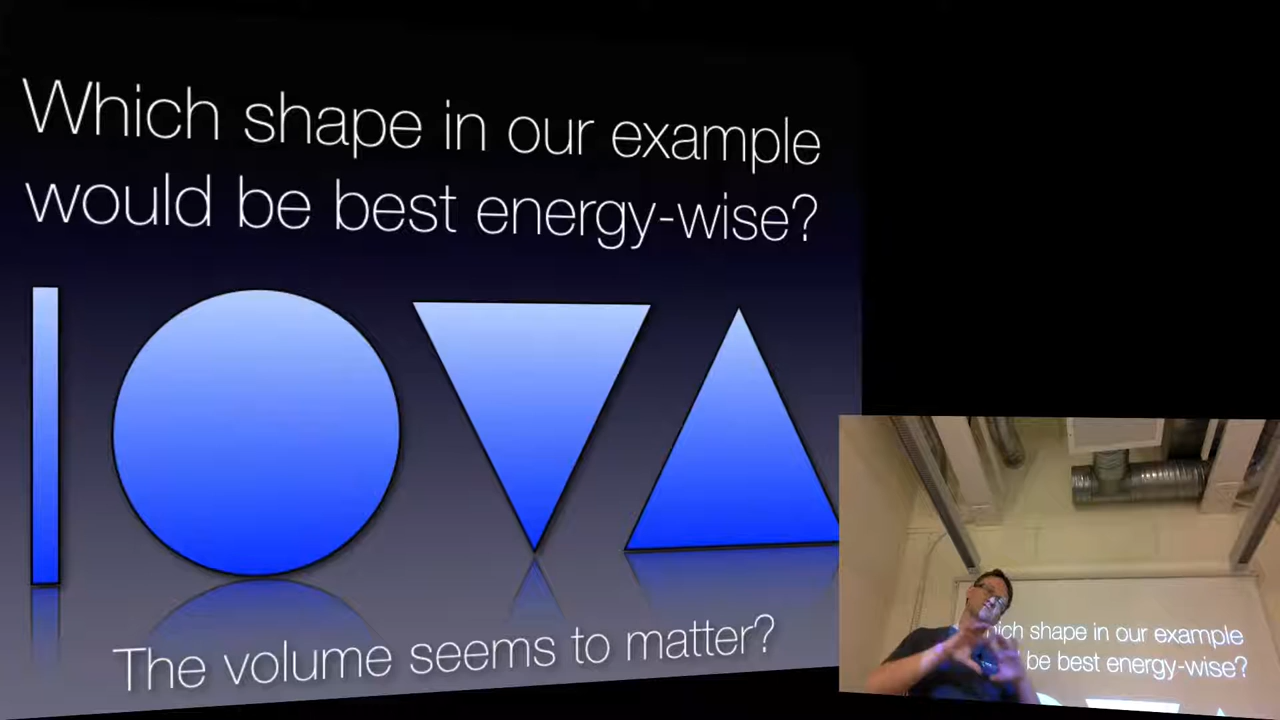 Which shape in our example
would be best energy-wise?
The volume seems to matter?
ich shape in our example
be best energy-wise?